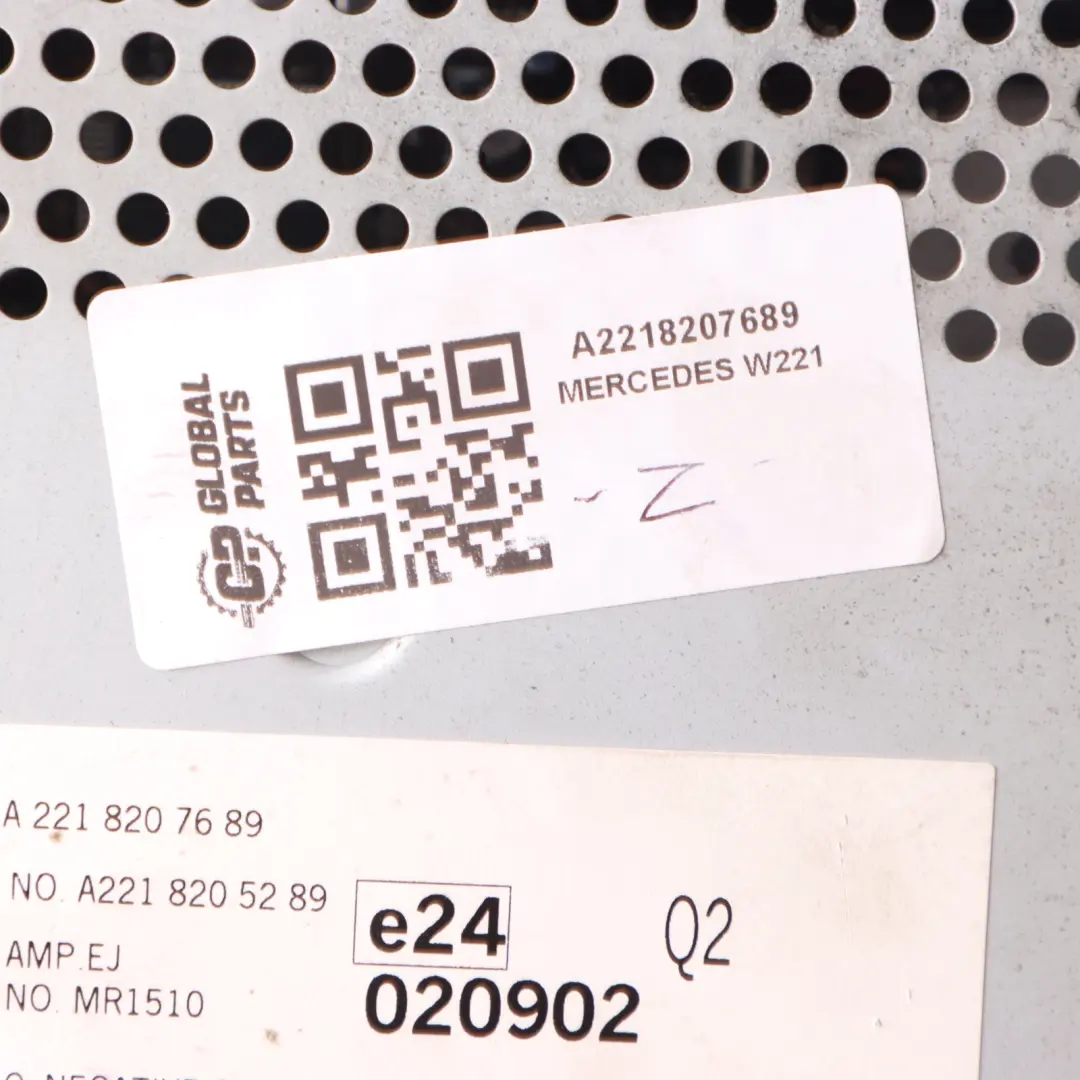 GLOBAL
PARTS
A2218207689
MERCEDES W221
Z
A 221 820 76 89
NO. A221 820 52 89
AMP.EJ
NO. MR1510
e24
020902
Q2